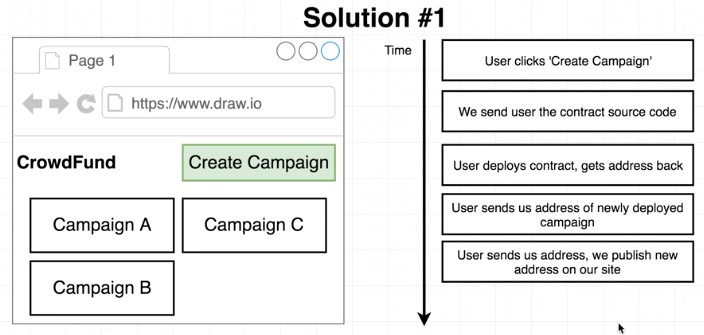 Solution #1
Page 1
https://www.draw.io
CrowdFund
Create Campaign
Campaign A
Campaign C
Campaign B
Time
User clicks 'Create Campaign'
We send user the contract source code
User deploys contract, gets address back
User sends us address of newly deployed
campaign
User sends us address, we publish new
address on our site